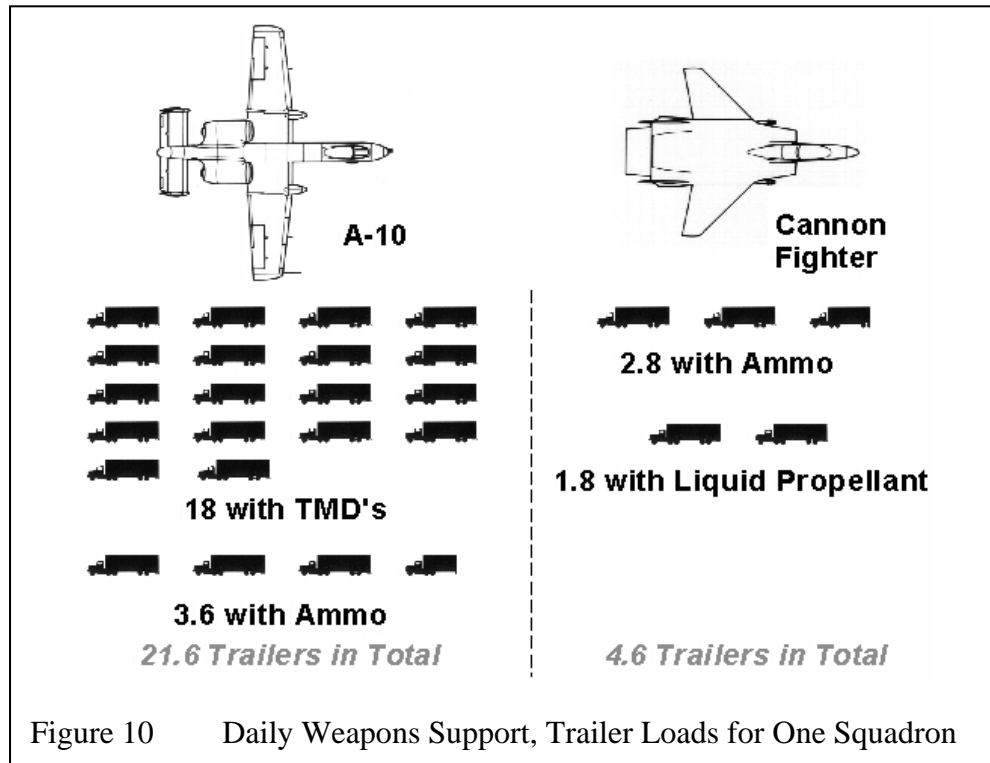 A-10
18 with TMD's
3.6 with Ammo
21.6 Trailers in Total
Cannon
Fighter
2.8 with Ammo
1.8 with Liquid Propellant
4.6 Trailers in Total
Figure 10 Daily Weapons Support, Trailer Loads for One Squadron